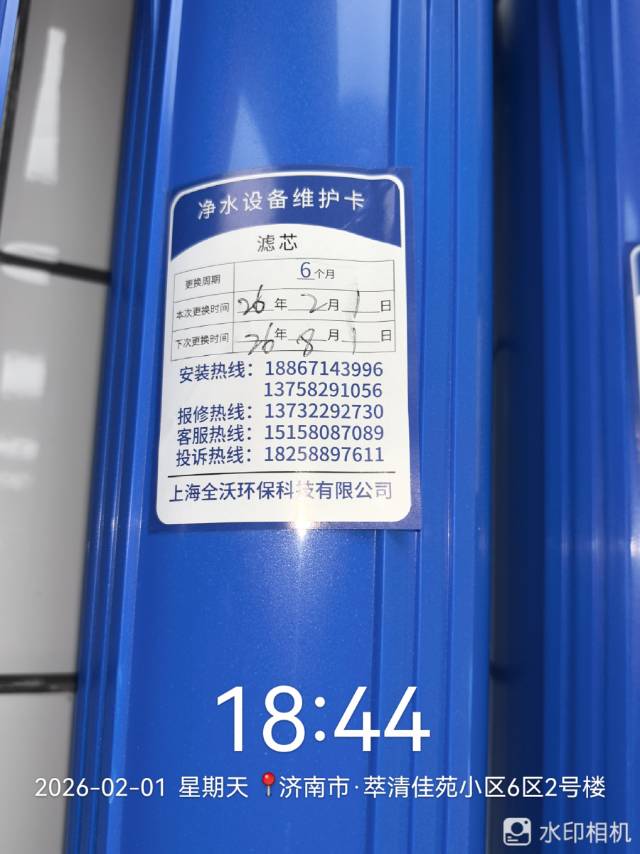 净水设备维护卡
滤芯
更换周期 6个月
本次更换时间 26年2月1日
下次更换时间 26年8月1日
安装热线：18867143996
13758291056
报修热线：13732292730
客服热线：15158087089
投诉热线：18258897611
上海全沃环保科技有限公司
18:44
2026-02-01 星期天 济南市·萃清佳苑小区6区2号楼
水印相机